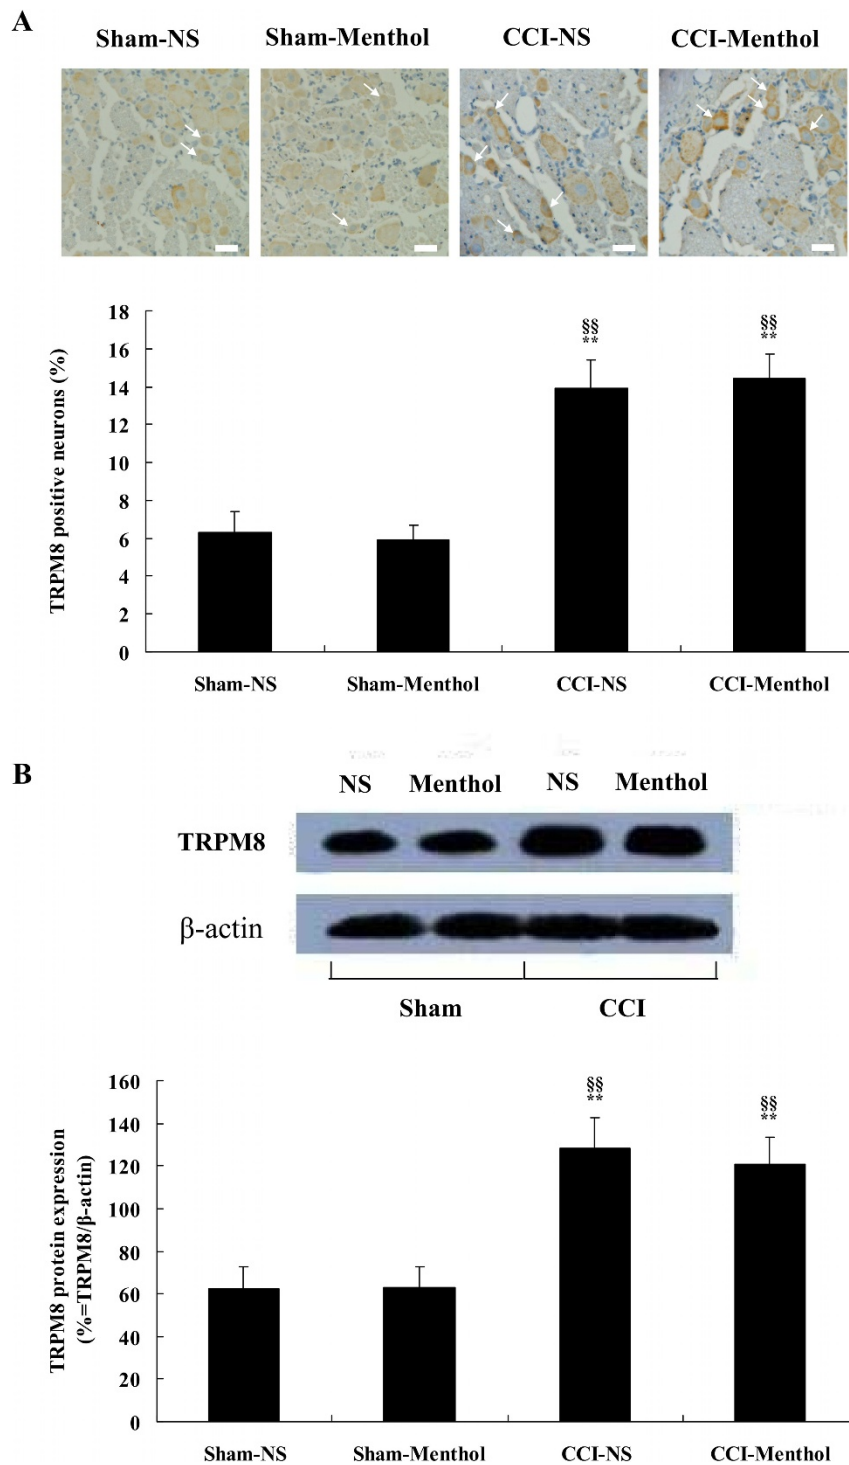 A
Sham-NS Sham-Menthol CCI-NS CCI-Menthol
18
16
14
12
10
8
6
4
2
0
TRPM8 positive neurons (%)
§§ §§
** **
Sham-NS Sham-Menthol CCI-NS CCI-Menthol
B
NS Menthol NS Menthol
TRPM8
β-actin
Sham CCI
160
140
120
100
80
60
40
20
0
TRPM8 protein expression
(%=TRPM8/β-actin)
§§
**
§§
**
Sham-NS Sham-Menthol CCI-NS CCI-Menthol